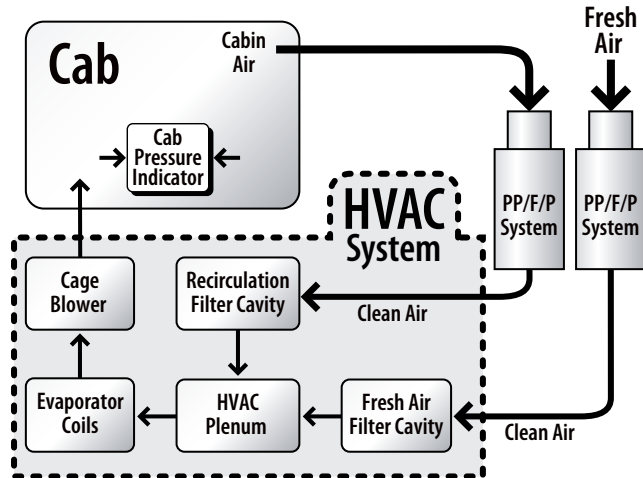 Cab
Cabin
Air
Fresh
Air
Cab
Pressure
Indicator
PP/F/P
System
PP/F/P
System
HVAC
System
Cage
Blower
Recirculation
Filter Cavity
Clean Air
Evaporator
Coils
HVAC
Plenum
Fresh Air
Filter Cavity
Clean Air